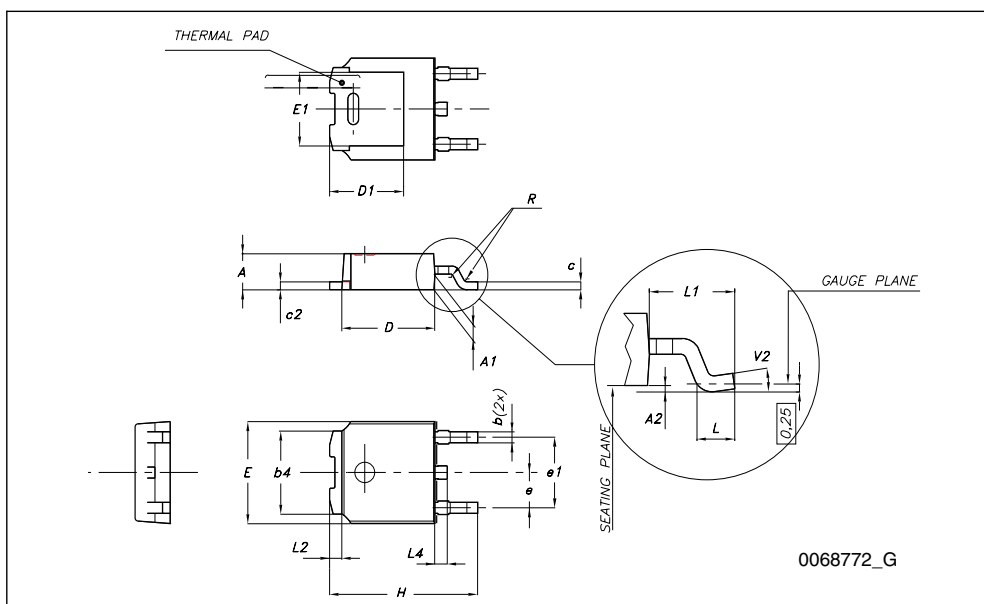 THERMAL PAD
E1
D1
R
A
c2
D
A1
c
L1
GAUGE PLANE
V2
A2
L
0,25
SEATING PLANE
b(2x)
E
b4
e
e1
L2
L4
H
0068772_G